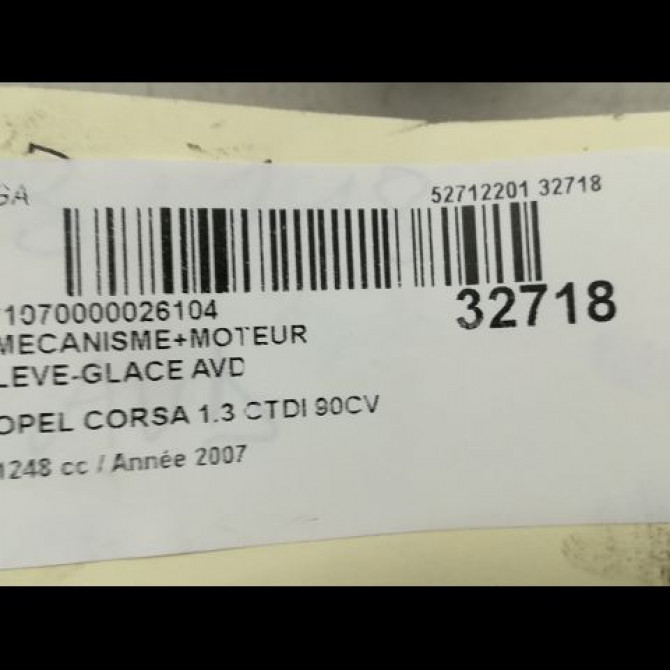 GA
52712201 32718
1070000026104
32718
MECANISME+MOTEUR
LEVE-GLACE AVD
OPEL CORSA 1.3 CTDI 90CV
1248 cc / Année 2007